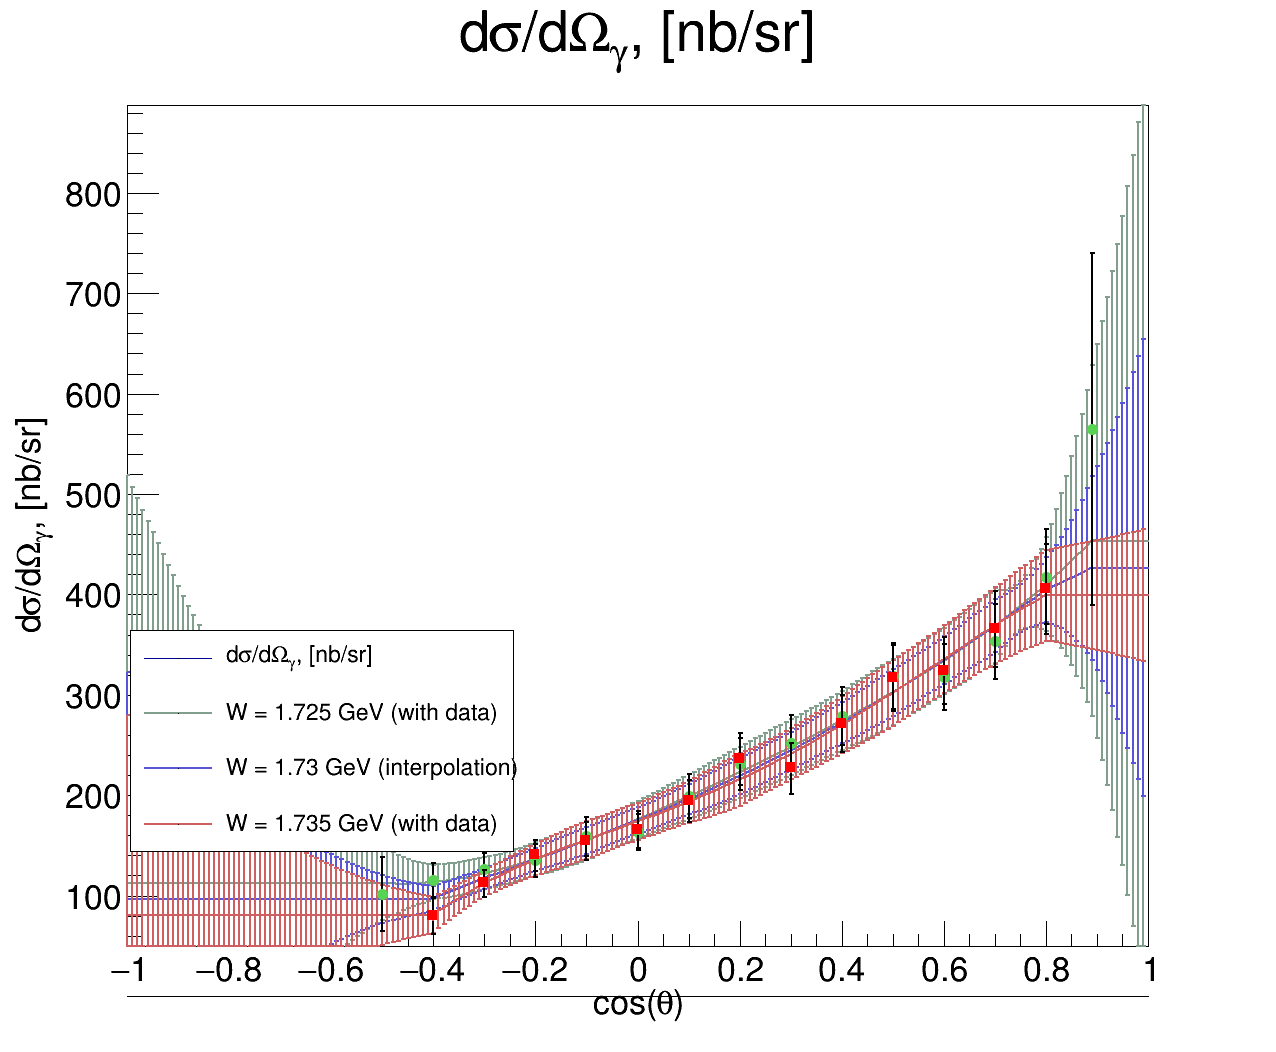 dσ/dΩγ, [nb/sr]
dσ/dΩγ, [nb/sr]
800
700
600
500
400
300
200
100
dσ/dΩγ, [nb/sr]
W = 1.725 GeV (with data)
W = 1.73 GeV (interpolation)
W = 1.735 GeV (with data)
−1 −0.8 −0.6 −0.4 −0.2 0 0.2 0.4 0.6 0.8 1
cos(θ)